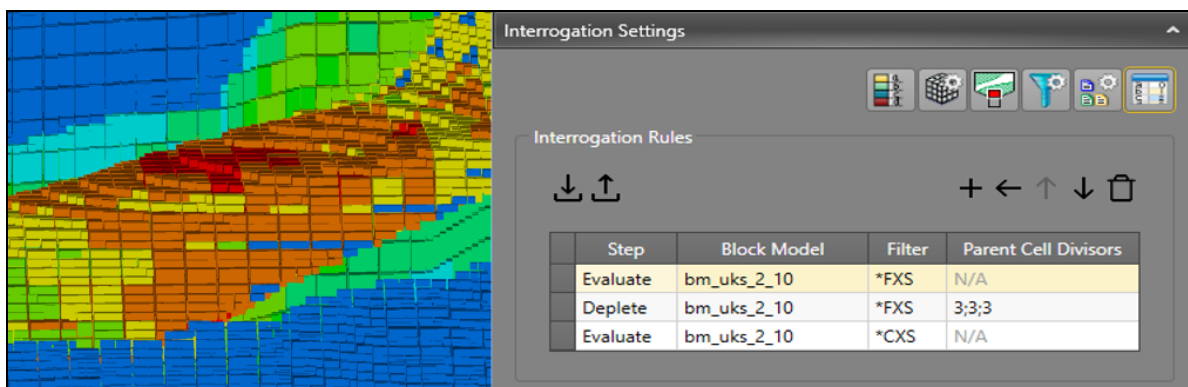 Interrogation Settings
Interrogation Rules
Step Block Model Filter Parent Cell Divisors
Evaluate bm_uks_2_10 *FXS N/A
Deplete bm_uks_2_10 *FXS 3;3;3
Evaluate bm_uks_2_10 *CXS N/A